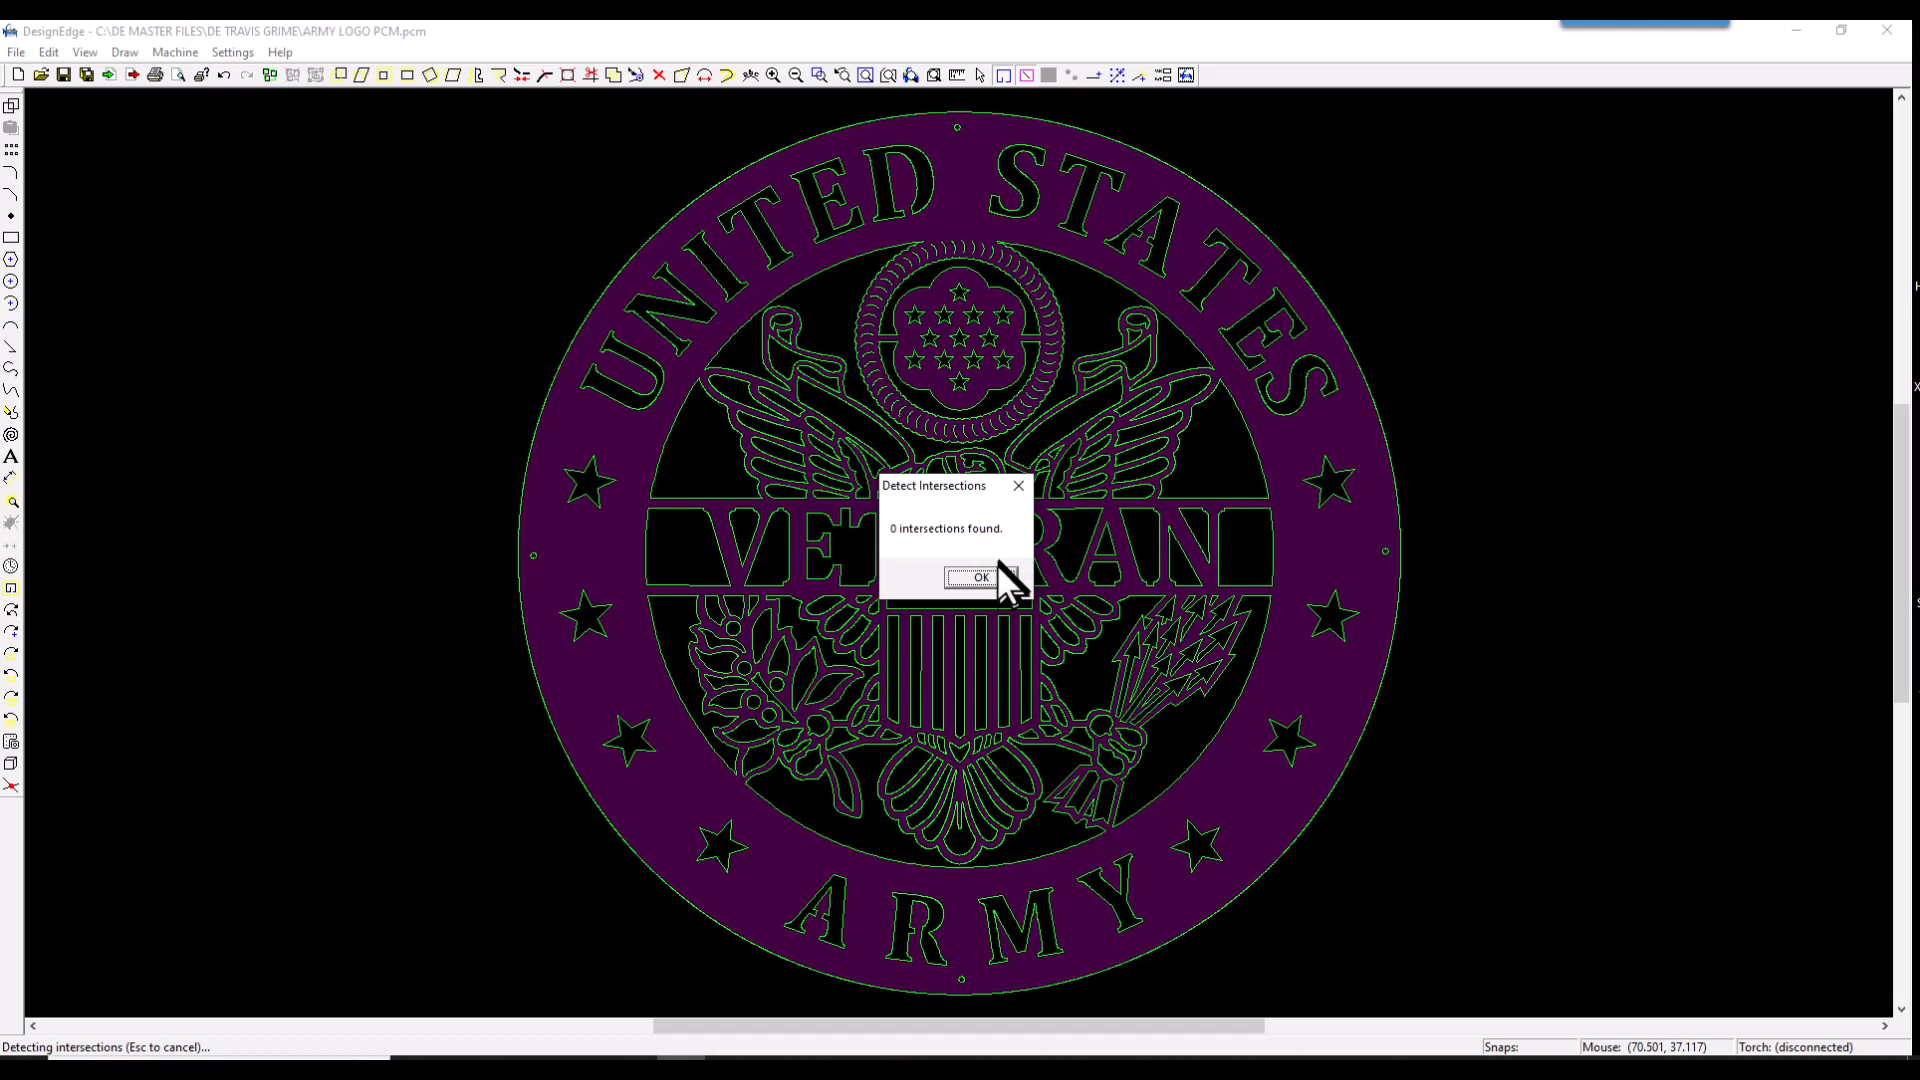 DesignEdge - C:\DE MASTER FILES\DE TRAVIS GRIME\ARMY LOGO PCM.pcm
File Edit View Draw Machine Settings Help
UNITED STATES
Detect Intersections
0 intersections found.
OK
VETERAN
ARMY
Detecting intersections (Esc to cancel)...
Snaps:
Mouse: (70.501, 37.117)
Torch: (disconnected)